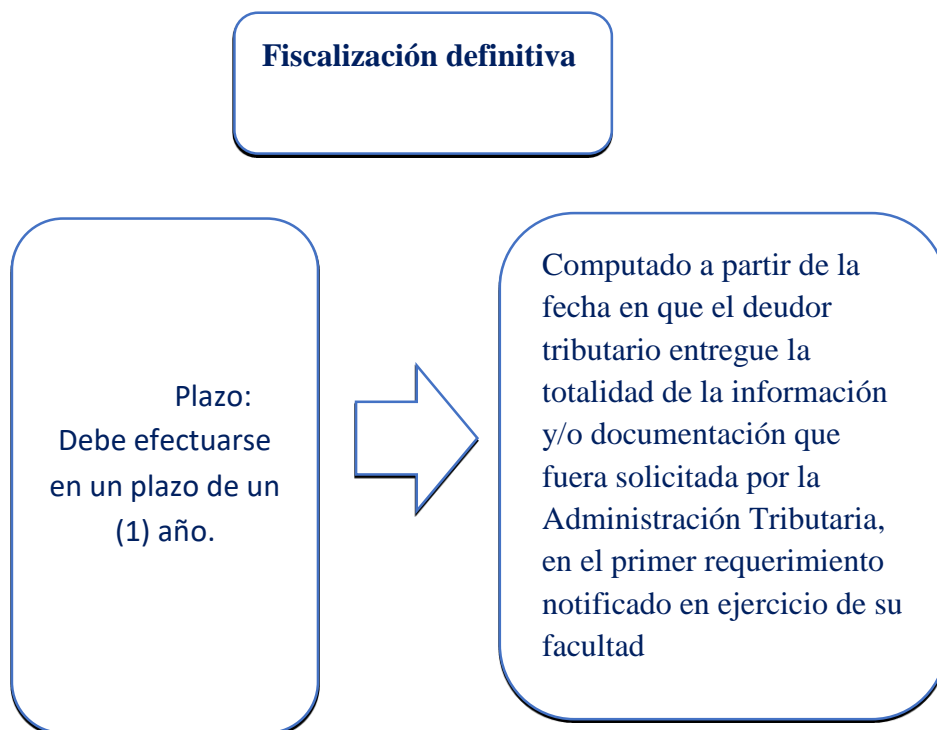 Fiscalización definitiva
Plazo:
Debe efectuarse
en un plazo de un
(1) año.
Computado a partir de la
fecha en que el deudor
tributario entregue la
totalidad de la información
y/o documentación que
fuera solicitada por la
Administración Tributaria,
en el primer requerimiento
notificado en ejercicio de su
facultad